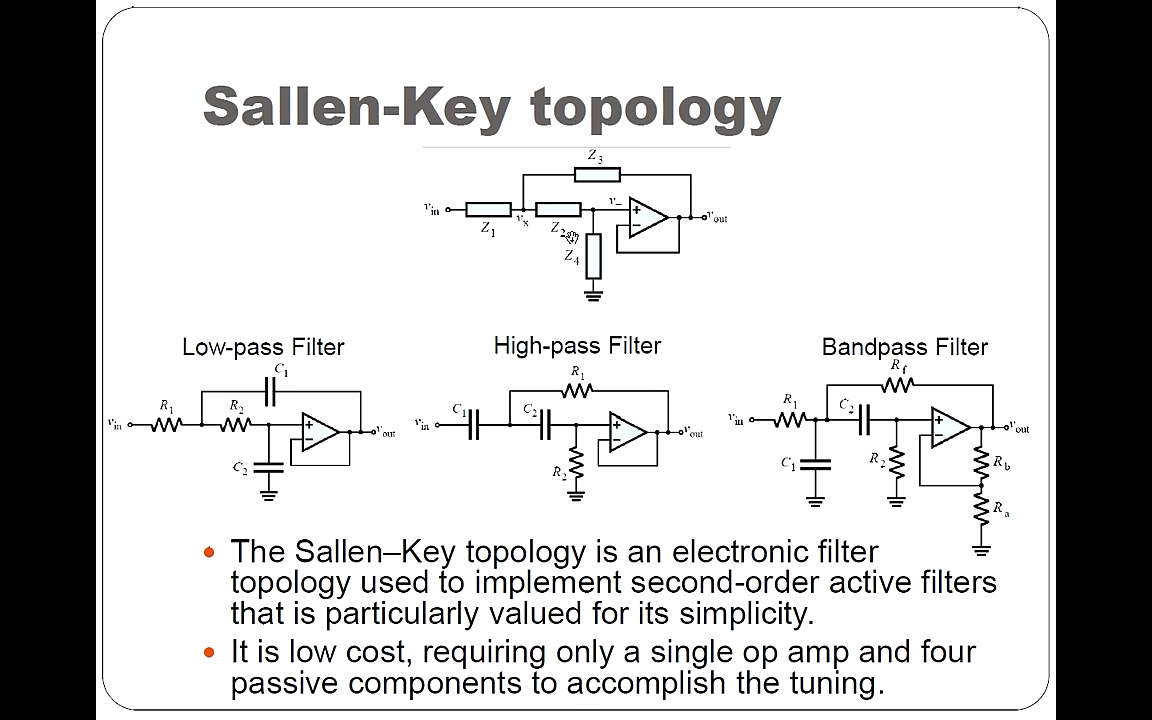 Sallen-Key topology
Z3
vin
Z1
vx
Z2
v–
+
–
vout
Z4
Low-pass Filter
C1
vin
R1
R2
+
–
vout
C2
High-pass Filter
R1
vin
C1
C2
+
–
vout
R2
Bandpass Filter
Rf
vin
R1
C2
+
–
vout
C1
R2
Rb
Ra
• The Sallen–Key topology is an electronic filter
topology used to implement second-order active filters
that is particularly valued for its simplicity.
• It is low cost, requiring only a single op amp and four
passive components to accomplish the tuning.